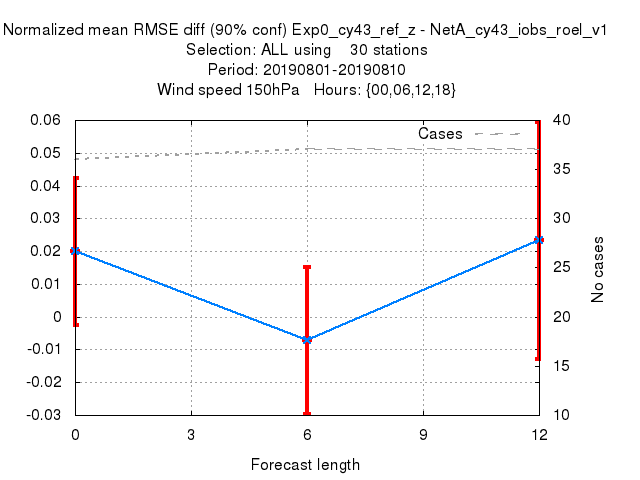 Normalized mean RMSE diff (90% conf) Exp0_cy43_ref_z - NetA_cy43_iobs_roel_v1
Selection: ALL using    30 stations
Period: 20190801-20190810
Wind speed 150hPa   Hours: {00,06,12,18}
Cases
0.06
0.05
0.04
0.03
0.02
0.01
0
-0.01
-0.02
-0.03
40
35
30
25
20
15
10
No cases
0 3 6 9 12
Forecast length